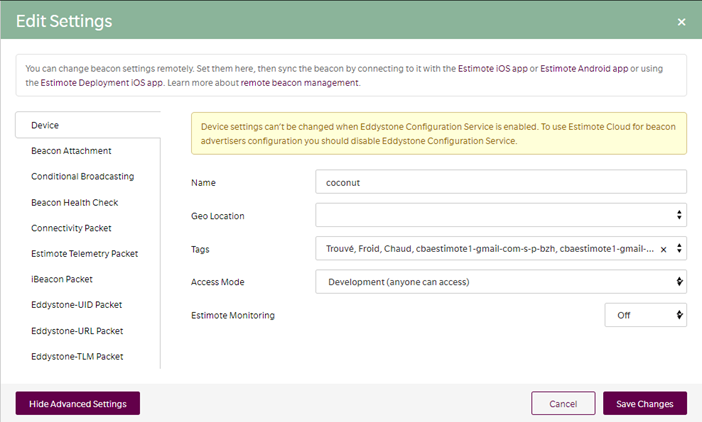 Edit Settings
×
You can change beacon settings remotely. Set them here, then sync the beacon by connecting to it with the Estimote iOS app or Estimote Android app or using
the Estimote Deployment iOS app. Learn more about remote beacon management.
Device
Beacon Attachment
Conditional Broadcasting
Beacon Health Check
Connectivity Packet
Estimote Telemetry Packet
iBeacon Packet
Eddystone-UID Packet
Eddystone-URL Packet
Eddystone-TLM Packet
Device settings can't be changed when Eddystone Configuration Service is enabled. To use Estimote Cloud for beacon
advertisers configuration you should disable Eddystone Configuration Service.
Name
coconut
Geo Location
Tags
Trouvé, Froid, Chaud, cbaestimote1-gmail-com-s-p-bzh, cbaestimote1-gmail-... ×
Access Mode
Development (anyone can access)
Estimote Monitoring
Off
Hide Advanced Settings
Cancel
Save Changes